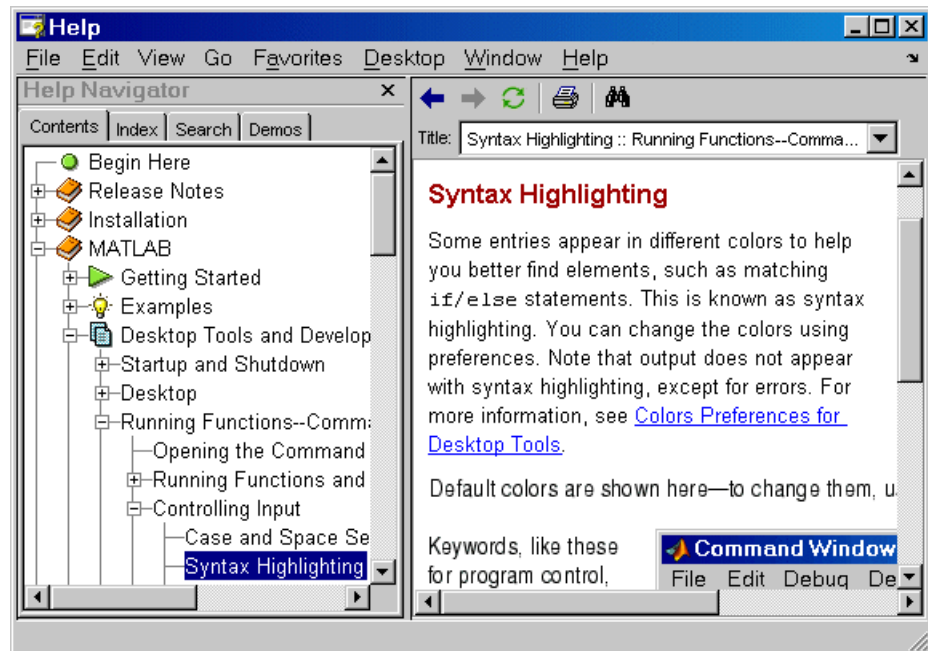 Help
File Edit View Go Favorites Desktop Window Help
Help Navigator
Contents Index Search Demos
Begin Here
Release Notes
Installation
MATLAB
Getting Started
Examples
Desktop Tools and Develop
Startup and Shutdown
Desktop
Running Functions--Comma
Opening the Command
Running Functions and
Controlling Input
Case and Space Se
Syntax Highlighting
Title: Syntax Highlighting :: Running Functions--Comma...
Syntax Highlighting
Some entries appear in different colors to help
you better find elements, such as matching
if/else statements. This is known as syntax
highlighting. You can change the colors using
preferences. Note that output does not appear
with syntax highlighting, except for errors. For
more information, see Colors Preferences for
Desktop Tools.
Default colors are shown here—to change them, u
Keywords, like these
for program control,
Command Window
File Edit Debug De